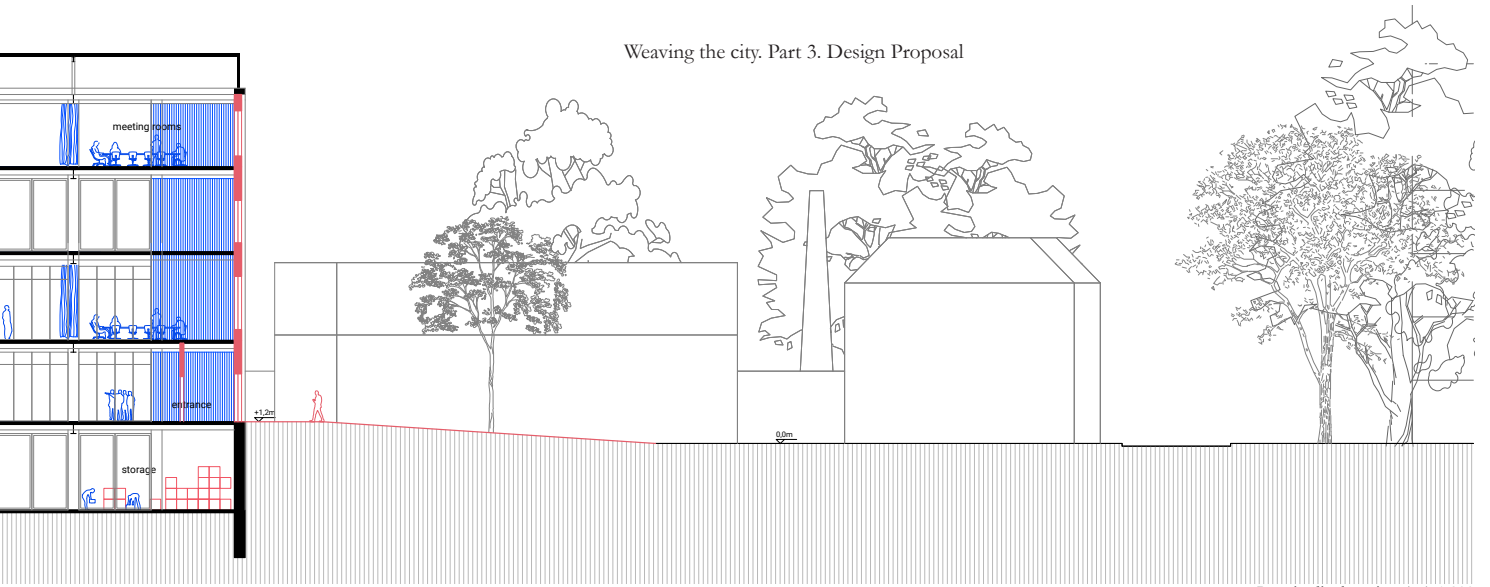 Weaving the city. Part 3. Design Proposal
meeting rooms
entrance
+1,2m
0,0m
storage